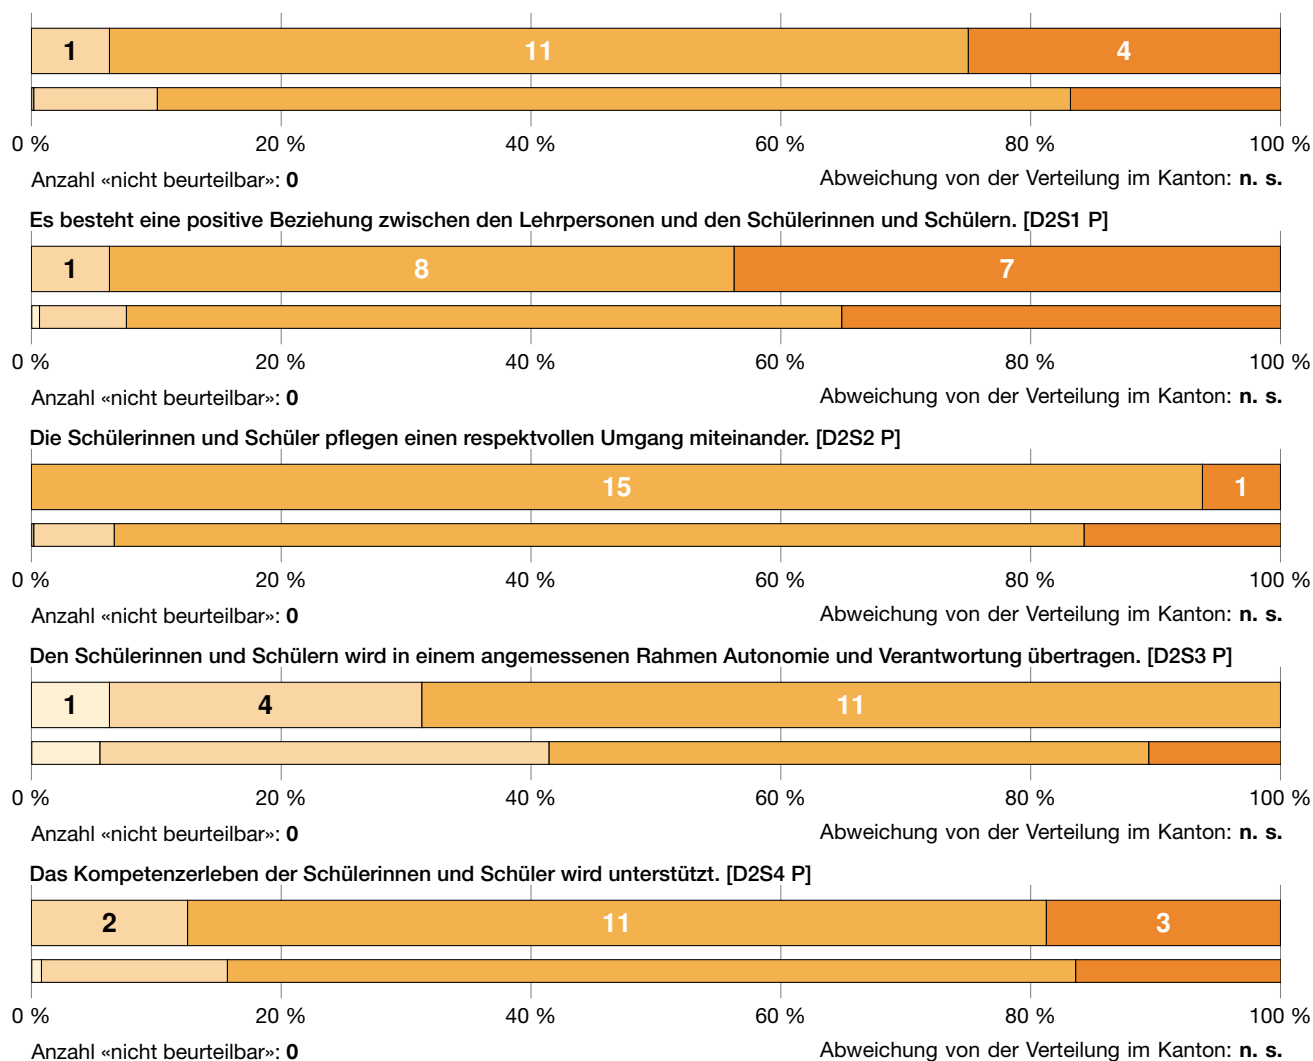 1 11 4
0 % 20 % 40 % 60 % 80 % 100 %
Anzahl «nicht beurteilbar»: 0 Abweichung von der Verteilung im Kanton: n. s.
Es besteht eine positive Beziehung zwischen den Lehrpersonen und den Schülerinnen und Schülern. [D2S1 P]
1 8 7
0 % 20 % 40 % 60 % 80 % 100 %
Anzahl «nicht beurteilbar»: 0 Abweichung von der Verteilung im Kanton: n. s.
Die Schülerinnen und Schüler pflegen einen respektvollen Umgang miteinander. [D2S2 P]
15 1
0 % 20 % 40 % 60 % 80 % 100 %
Anzahl «nicht beurteilbar»: 0 Abweichung von der Verteilung im Kanton: n. s.
Den Schülerinnen und Schülern wird in einem angemessenen Rahmen Autonomie und Verantwortung übertragen. [D2S3 P]
1 4 11
0 % 20 % 40 % 60 % 80 % 100 %
Anzahl «nicht beurteilbar»: 0 Abweichung von der Verteilung im Kanton: n. s.
Das Kompetenzerleben der Schülerinnen und Schüler wird unterstützt. [D2S4 P]
2 11 3
0 % 20 % 40 % 60 % 80 % 100 %
Anzahl «nicht beurteilbar»: 0 Abweichung von der Verteilung im Kanton: n. s.